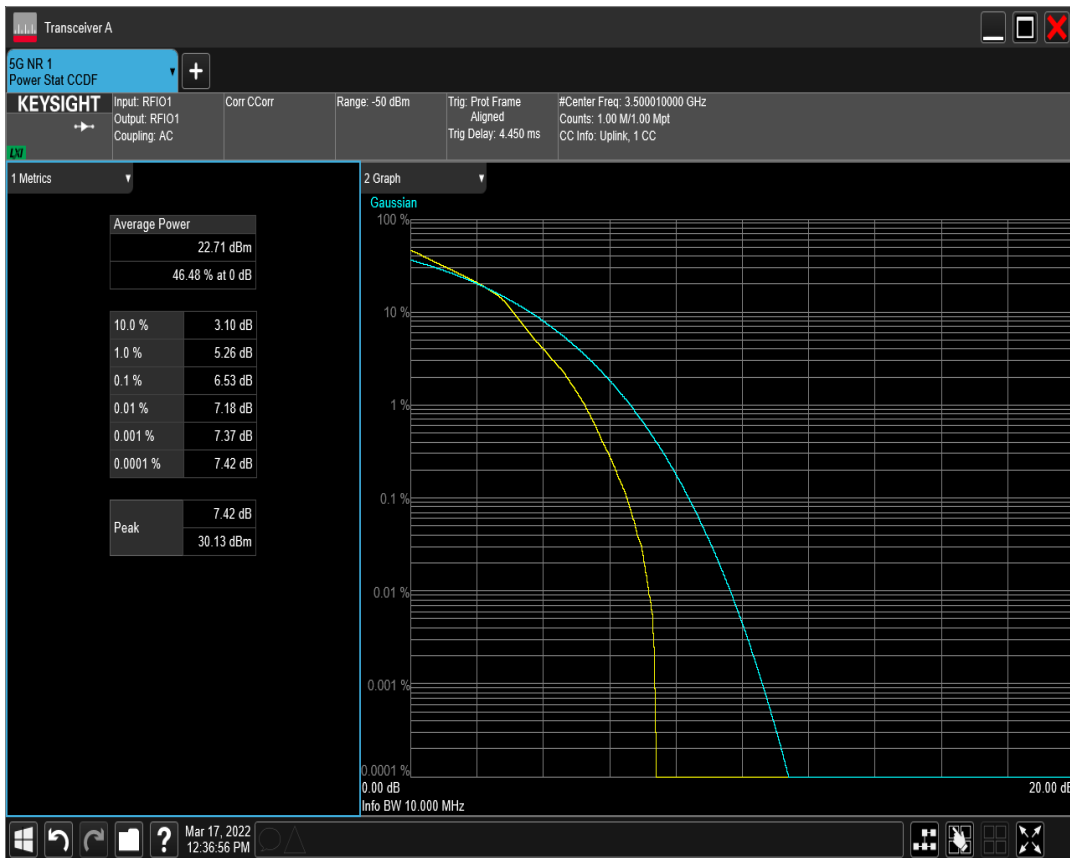 Transceiver A
5G NR 1
Power Stat CCDF
+
KEYSIGHT
LXI
Input: RFIO1
Output: RFIO1
Coupling: AC
Corr CCorr
Range: -50 dBm
Trig: Prot Frame
Aligned
Trig Delay: 4.450 ms
#Center Freq: 3.500010000 GHz
Counts: 1.00 M/1.00 Mpt
CC Info: Uplink, 1 CC
1 Metrics
Average Power
22.71 dBm
46.48 % at 0 dB
10.0 % 3.10 dB
1.0 % 5.26 dB
0.1 % 6.53 dB
0.01 % 7.18 dB
0.001 % 7.37 dB
0.0001 % 7.42 dB
Peak
7.42 dB
30.13 dBm
2 Graph
Gaussian
100 %
10 %
1 %
0.1 %
0.01 %
0.001 %
0.0001 %
0.00 dB 20.00 dB
Info BW 10.000 MHz
?
Mar 17, 2022
12:36:56 PM